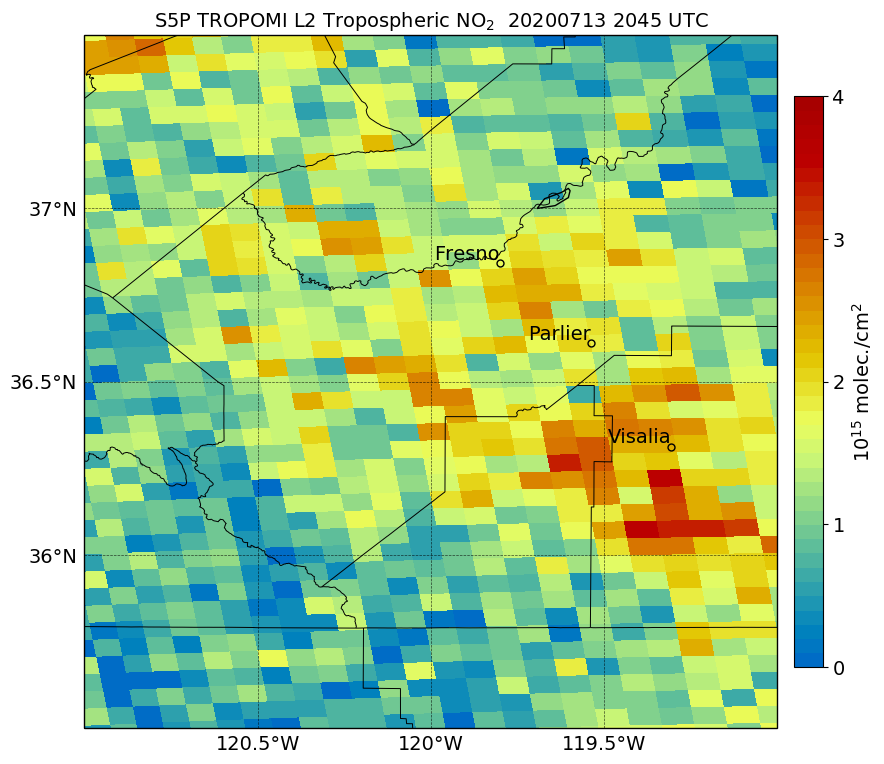 S5P TROPOMI L2 Tropospheric NO₂ 20200713 2045 UTC
4
37°N
Fresno
3
Parlier
36.5°N
2
Visalia
10¹⁵ molec./cm²
1
36°N
0
120.5°W 120°W 119.5°W